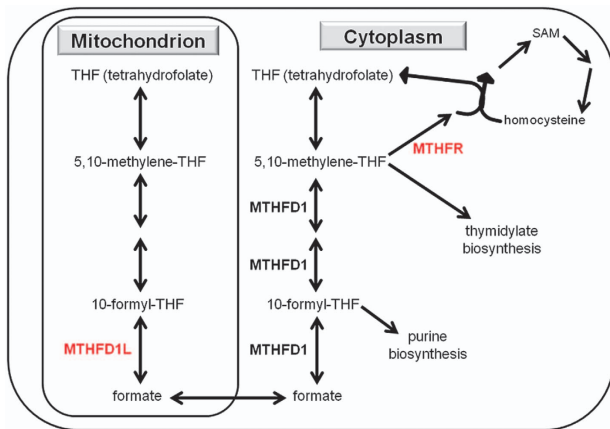 Mitochondrion
Cytoplasm
SAM
THF (tetrahydrofolate)
THF (tetrahydrofolate)
homocysteine
MTHFR
5,10-methylene-THF
5,10-methylene-THF
MTHFD1
thymidylate
biosynthesis
MTHFD1
10-formyl-THF
10-formyl-THF
MTHFD1L
MTHFD1
purine
biosynthesis
formate
formate